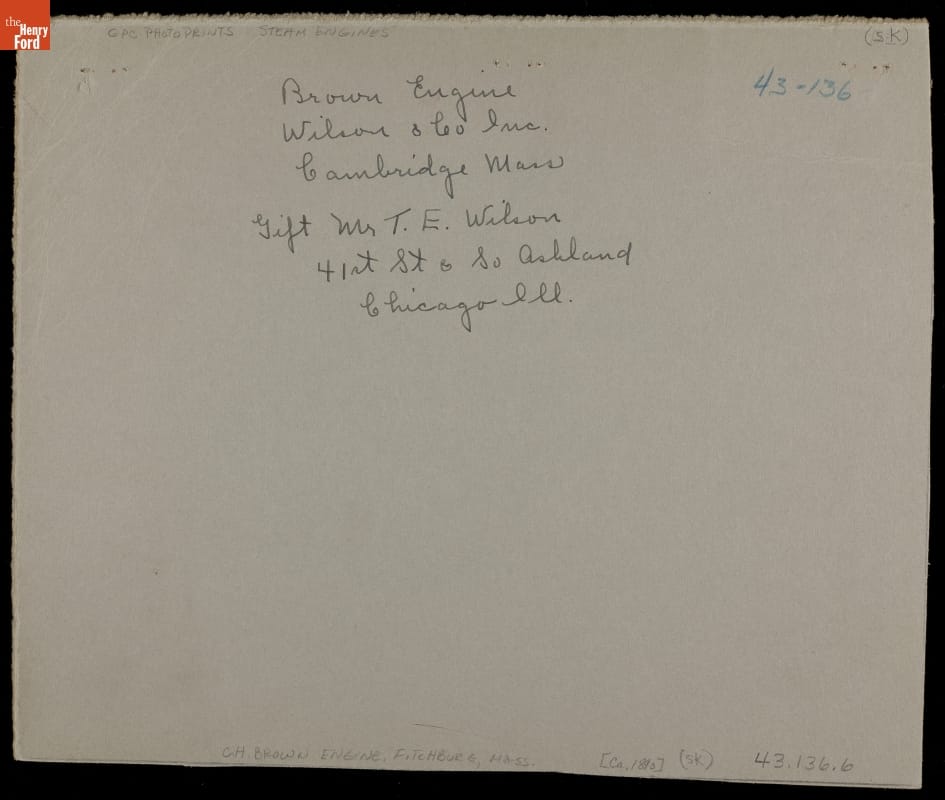 the
Henry
Ford
GPC PHOTOPRINTS STEAM ENGINES (SK)
43-136
Brown Engine
Wilson & Co Inc.
Cambridge Mass
Gift Mr T. E. Wilson
41st St & So Ashland
Chicago Ill.
C.H. BROWN ENGINE, FITCHBURG, MASS. [Ca. 1890] (SK) 43.136.6